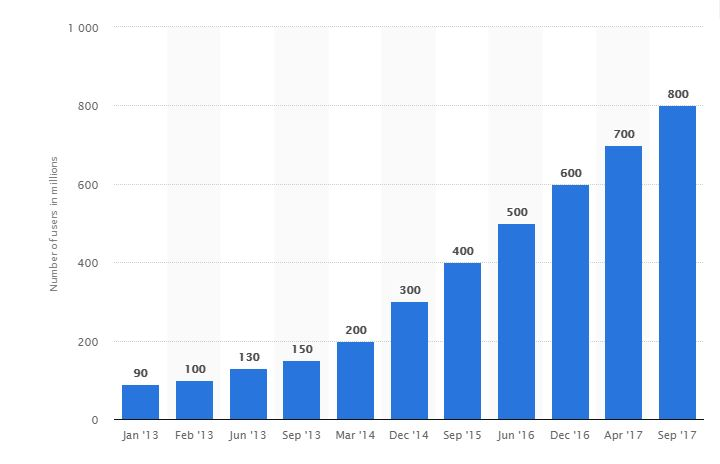 1 000
800
600
400
200
0
Number of users in millions
90
100
130
150
200
300
400
500
600
700
800
Jan '13
Feb '13
Jun '13
Sep '13
Mar '14
Dec '14
Sep '15
Jun '16
Dec '16
Apr '17
Sep '17